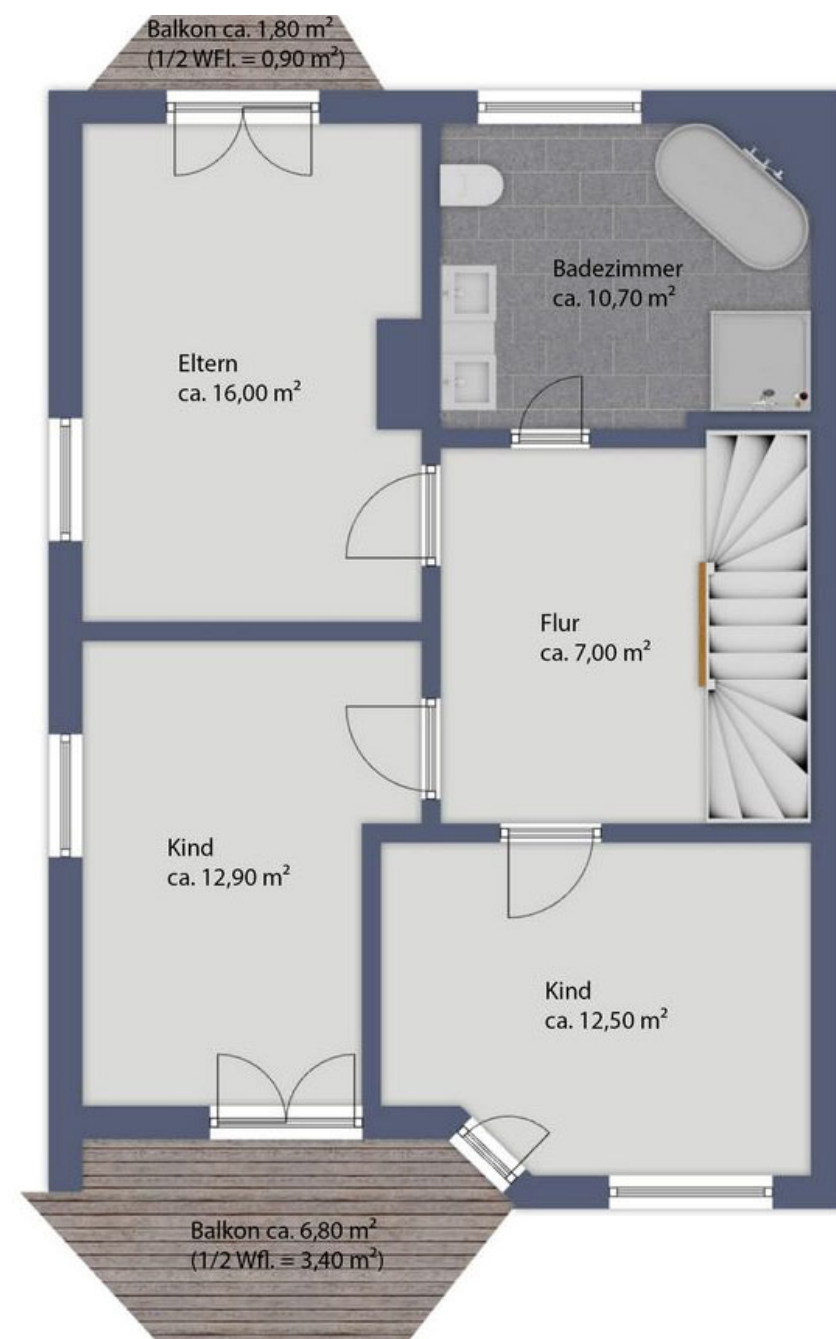 Balkon ca. 1,80 m²
(1/2 WFl. = 0,90 m²)
Badezimmer
ca. 10,70 m²
Eltern
ca. 16,00 m²
Flur
ca. 7,00 m²
Kind
ca. 12,90 m²
Kind
ca. 12,50 m²
Balkon ca. 6,80 m²
(1/2 Wfl. = 3,40 m²)